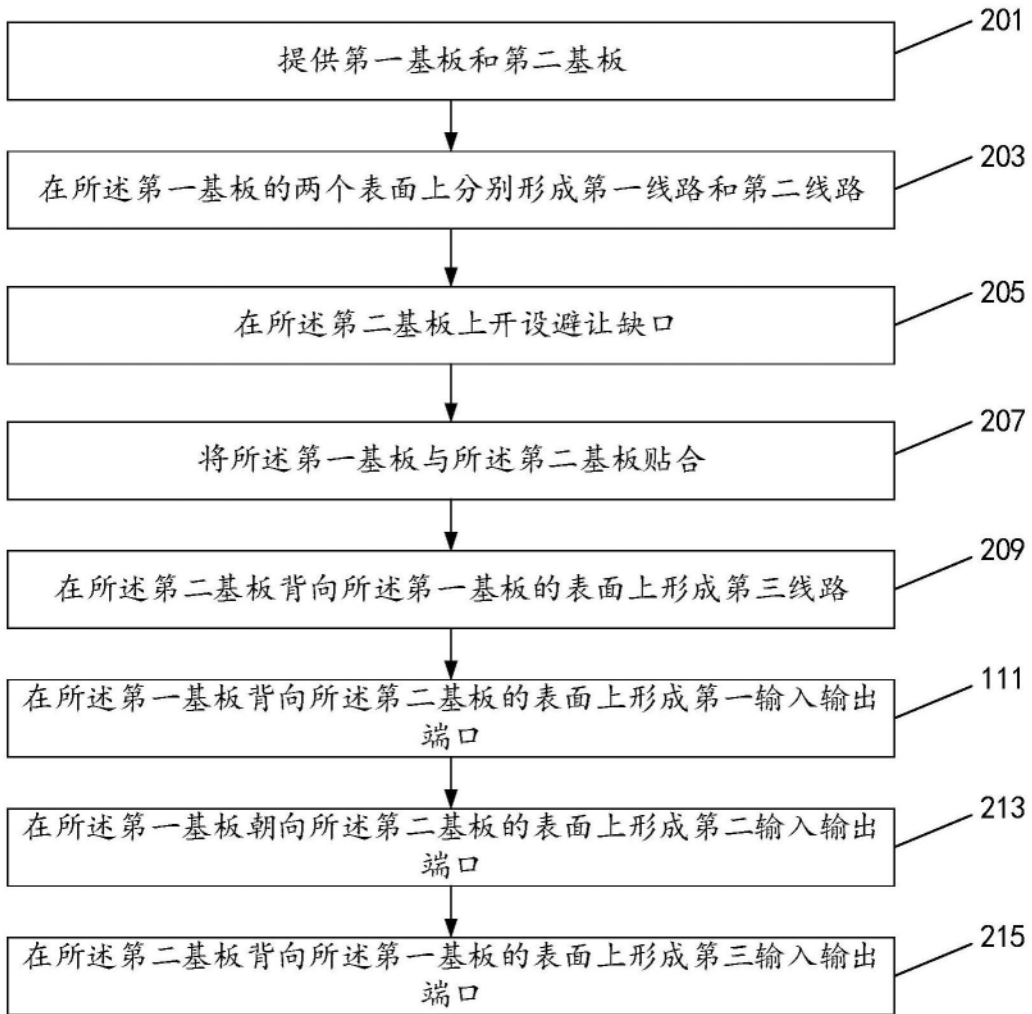 201
提供第一基板和第二基板
203
在所述第一基板的两个表面上分别形成第一线路和第二线路
205
在所述第二基板上开设避让缺口
207
将所述第一基板与所述第二基板贴合
209
在所述第二基板背向所述第一基板的表面上形成第三线路
111
在所述第一基板背向所述第二基板的表面上形成第一输入输出
端口
213
在所述第一基板朝向所述第二基板的表面上形成第二输入输出
端口
215
在所述第二基板背向所述第一基板的表面上形成第三输入输出
端口